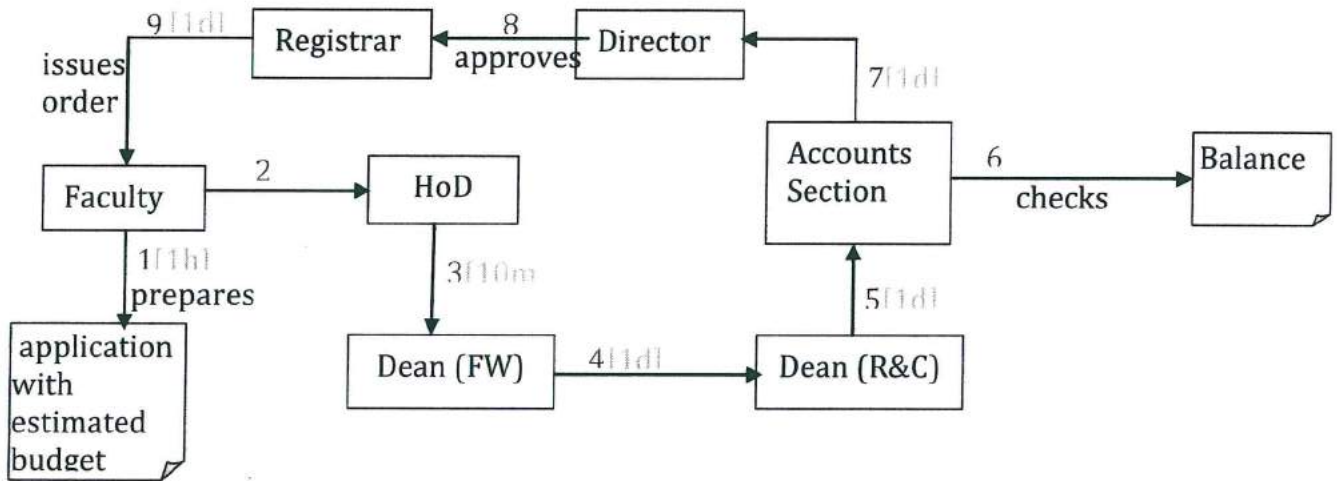 9[1d]
Registrar
8
approves
Director
issues
order
7[1d]
Faculty
2
HoD
Accounts
Section
6
checks
Balance
1[1h]
prepares
3[10m
5[1d]
application
with
estimated
budget
Dean (FW)
4[1d]
Dean (R&C)